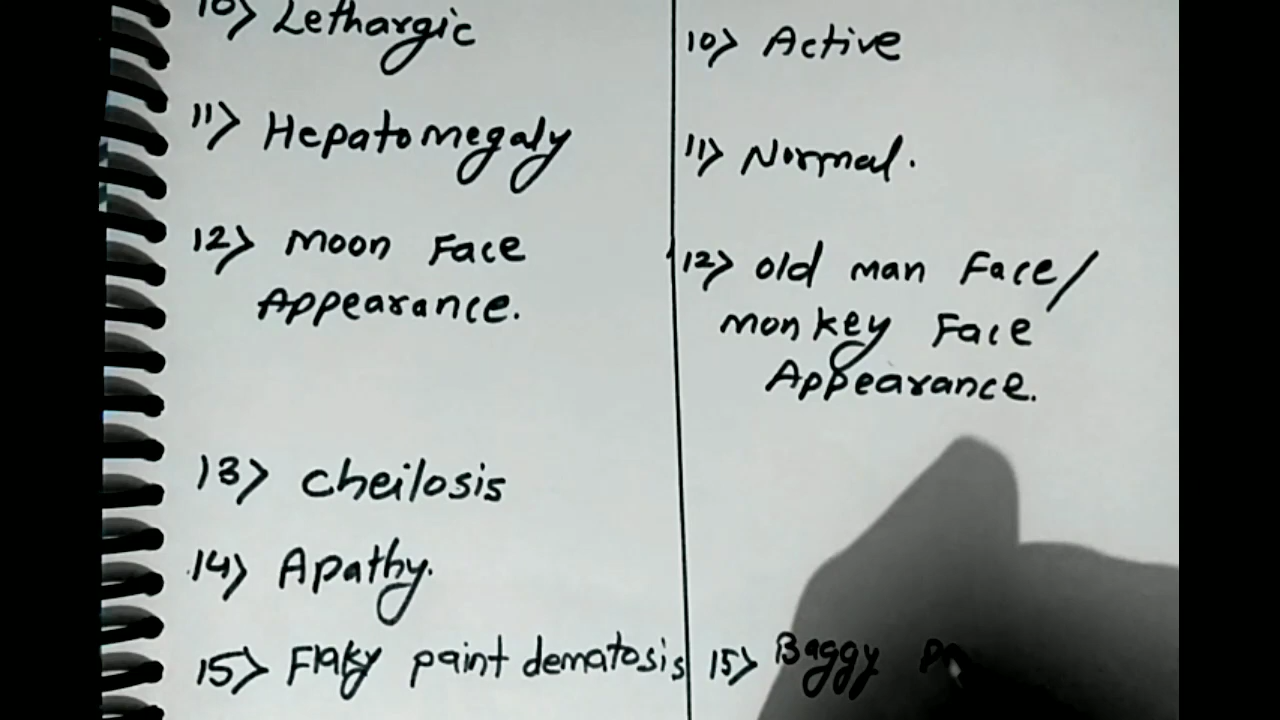 10> Lethargic
11> Hepatomegaly
12> Moon Face
Appearance.
13> cheilosis
14> Apathy.
15> Flaky paint dematosis
10> Active
11> Normal.
12> old man Face/
monkey Face
Appearance.
15> Baggy